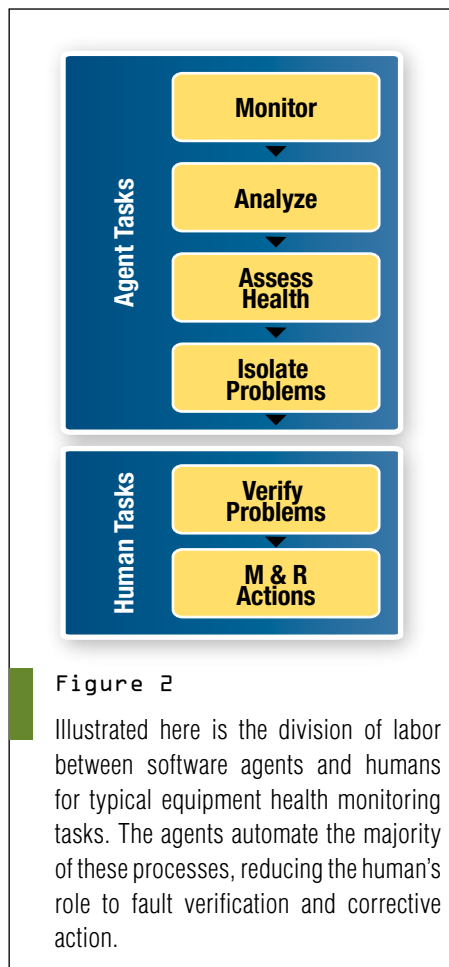 Agent Tasks
Monitor
Analyze
Assess
Health
Isolate
Problems
Human Tasks
Verify
Problems
M & R
Actions
Figure 2
Illustrated here is the division of labor
between software agents and humans
for typical equipment health monitoring
tasks. The agents automate the majority
of these processes, reducing the human's
role to fault verification and corrective
action.